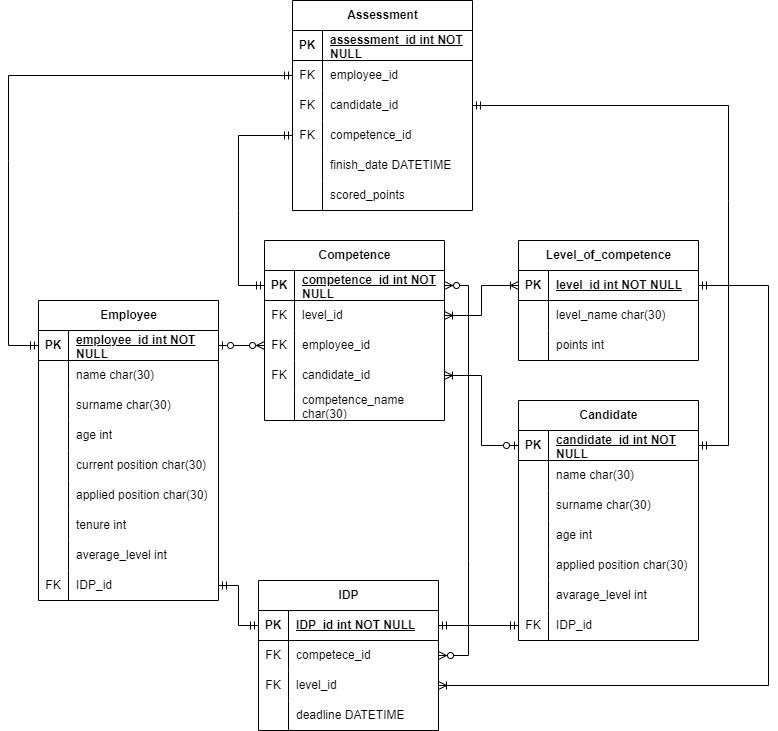 Assessment
PK assessment_id int NOT
NULL
FK employee_id
FK candidate_id
FK competence_id
finish_date DATETIME
scored_points
Competence
PK competence_id int NOT
NULL
FK level_id
FK employee_id
FK candidate_id
competence_name
char(30)
Level_of_competence
PK level_id int NOT NULL
level_name char(30)
points int
Employee
PK employee_id int NOT
NULL
name char(30)
surname char(30)
age int
current position char(30)
applied position char(30)
tenure int
average_level int
FK IDP_id
Candidate
PK candidate_id int NOT
NULL
name char(30)
surname char(30)
age int
applied position char(30)
avarage_level int
FK IDP_id
IDP
PK IDP_id int NOT NULL
FK competece_id
FK level_id
deadline DATETIME